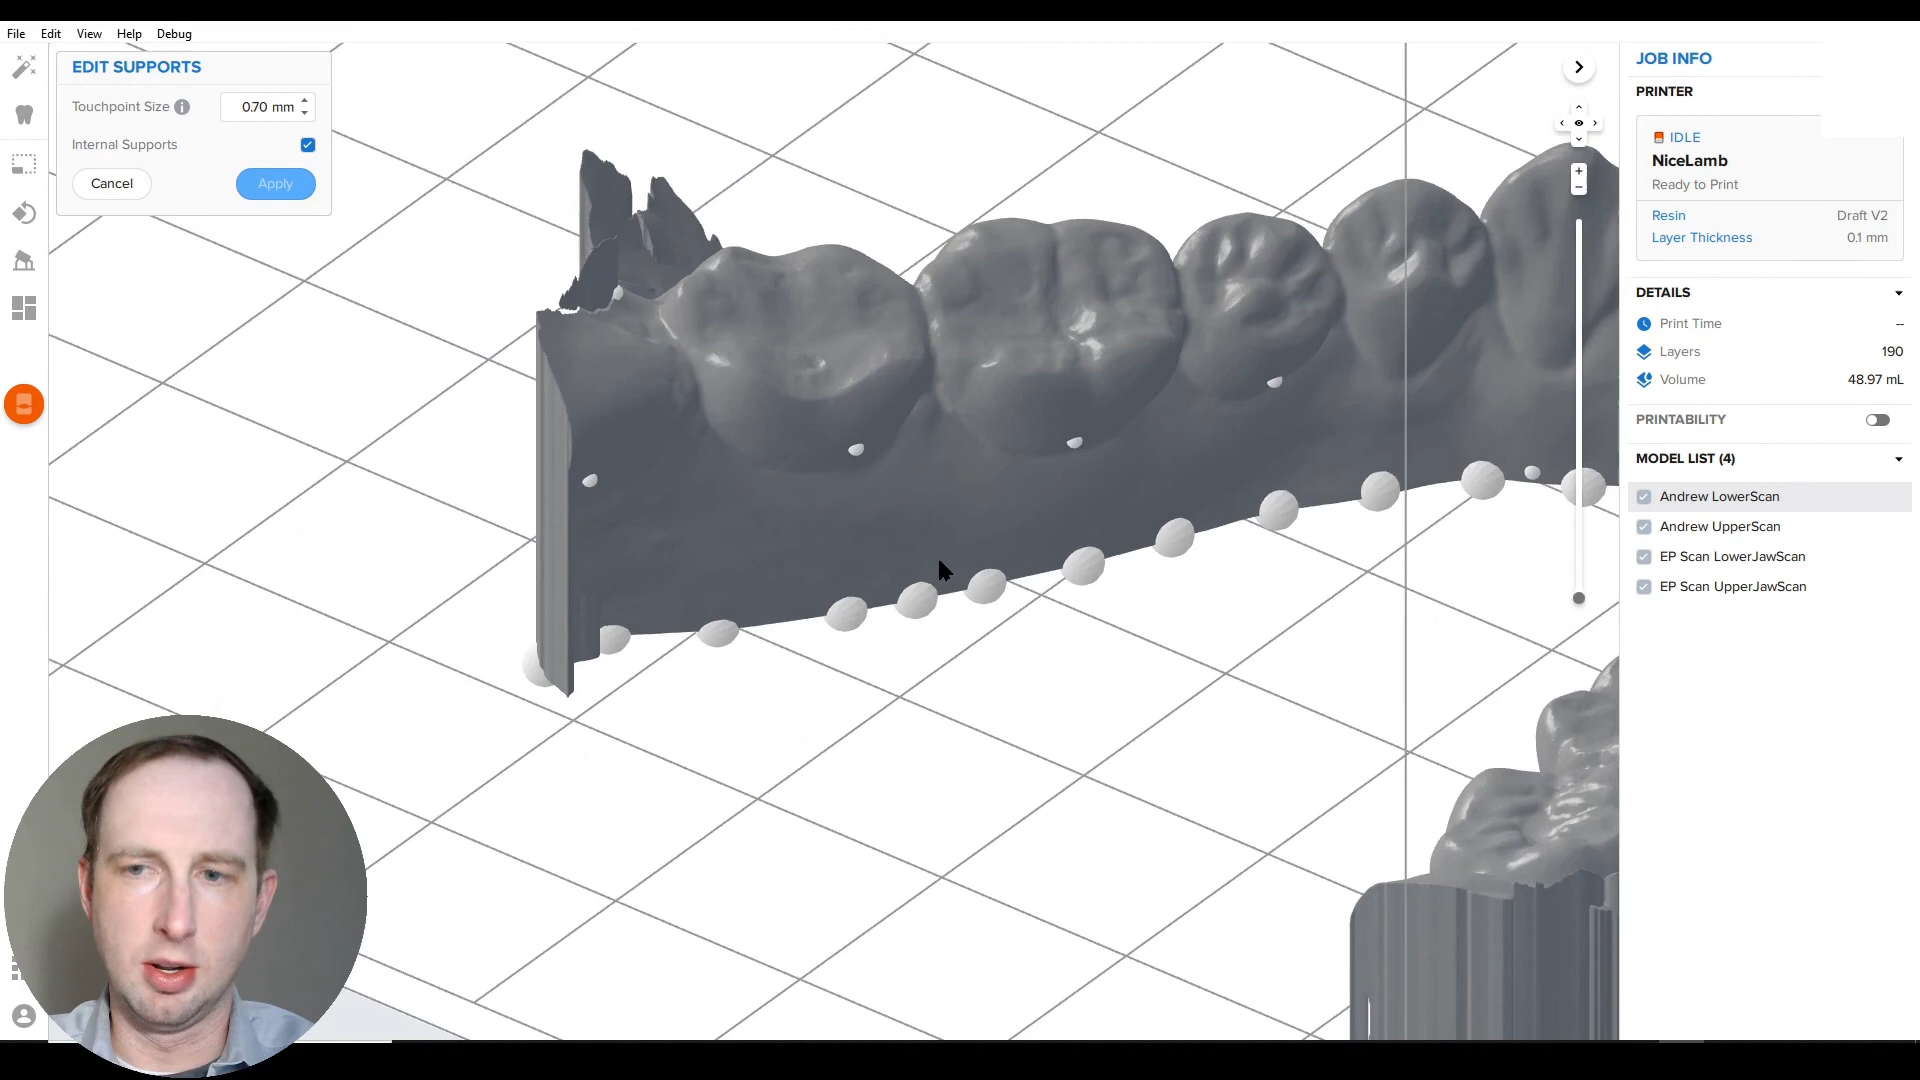 File Edit View Help Debug
EDIT SUPPORTS
Touchpoint Size 0.70 mm
Internal Supports
Cancel Apply
JOB INFO
PRINTER
IDLE
NiceLamb
Ready to Print
Resin Draft V2
Layer Thickness 0.1 mm
DETAILS
Print Time --
Layers 190
Volume 48.97 mL
PRINTABILITY
MODEL LIST (4)
Andrew LowerScan
Andrew UpperScan
EP Scan LowerJawScan
EP Scan UpperJawScan